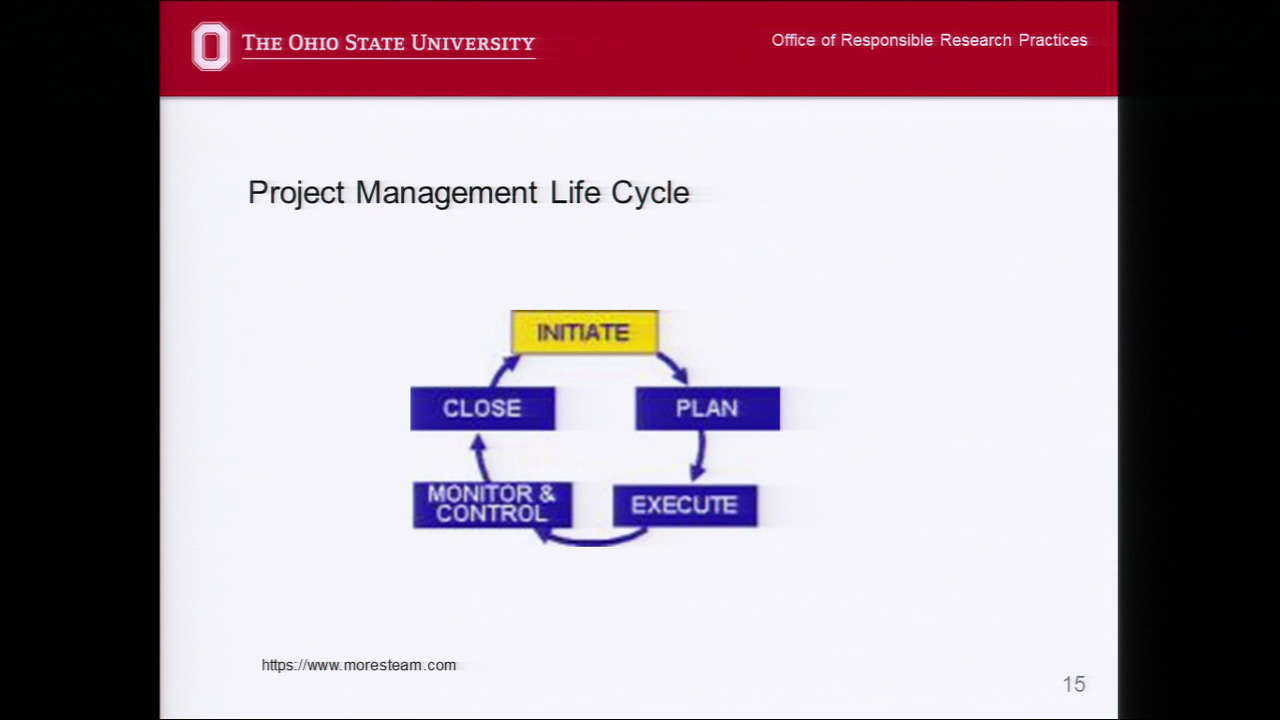 THE OHIO STATE UNIVERSITY
Office of Responsible Research Practices
Project Management Life Cycle
INITIATE
CLOSE
PLAN
MONITOR &
CONTROL
EXECUTE
https://www.moresteam.com
15